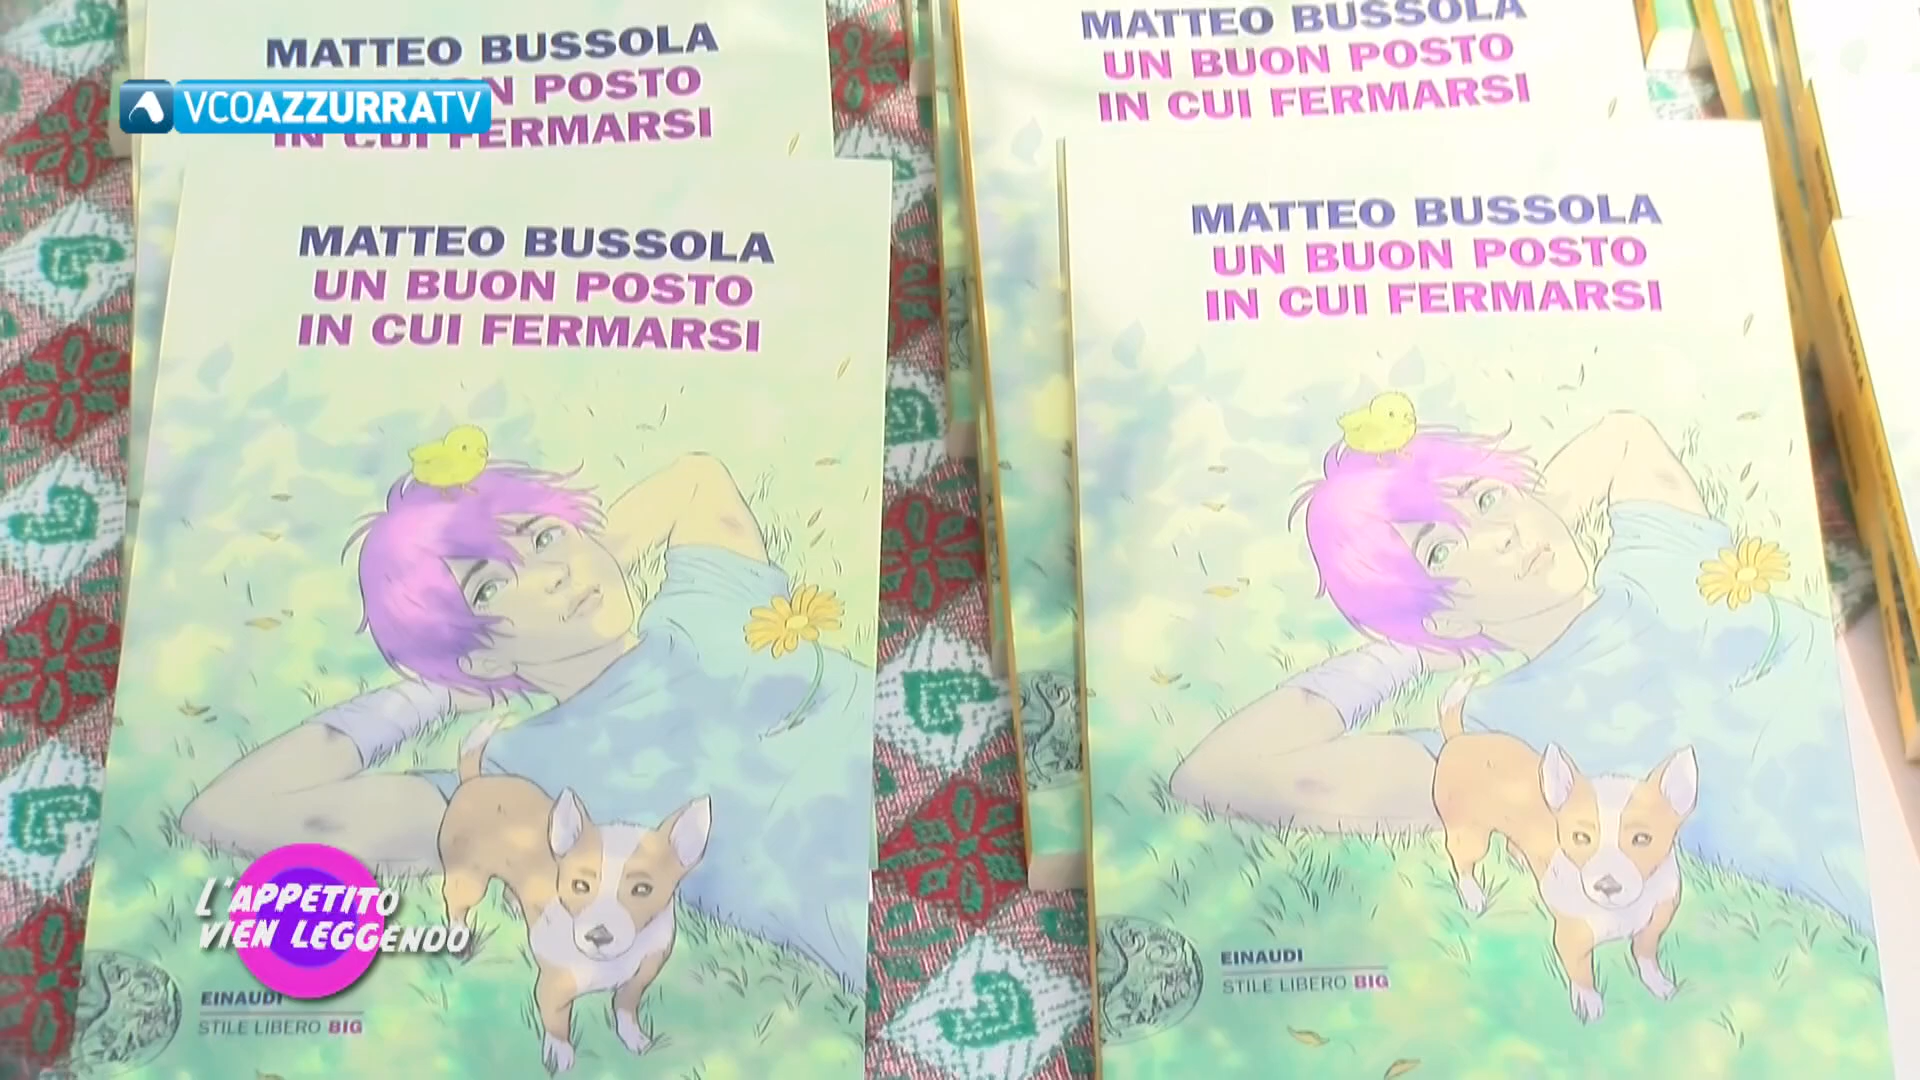 MATTEO BUSSOLA
N POSTO
IN CUI FERMARSI
VCOAZZURRATV
MATTEO BUSSOLA
UN BUON POSTO
IN CUI FERMARSI
MATTEO BUSSOLA
UN BUON POSTO
IN CUI FERMARSI
MATTEO BUSSOLA
UN BUON POSTO
IN CUI FERMARSI
L'APPETITO
VIEN LEGGENDO
EINAUDI
STILE LIBERO BIG
EINAUDI
STILE LIBERO BIG